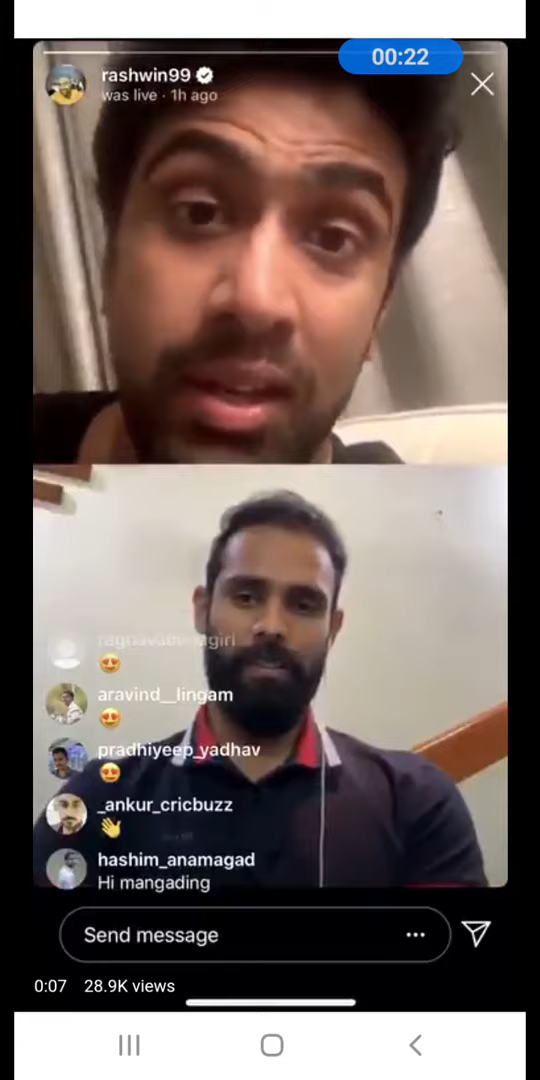 00:22
rashwin99
was live · 1h ago
aravind__lingam
😍
pradhiyeep_yadhav
😍
_ankur_cricbuzz
👋
hashim_anamagad
Hi mangading
Send message
0:07 28.9K views